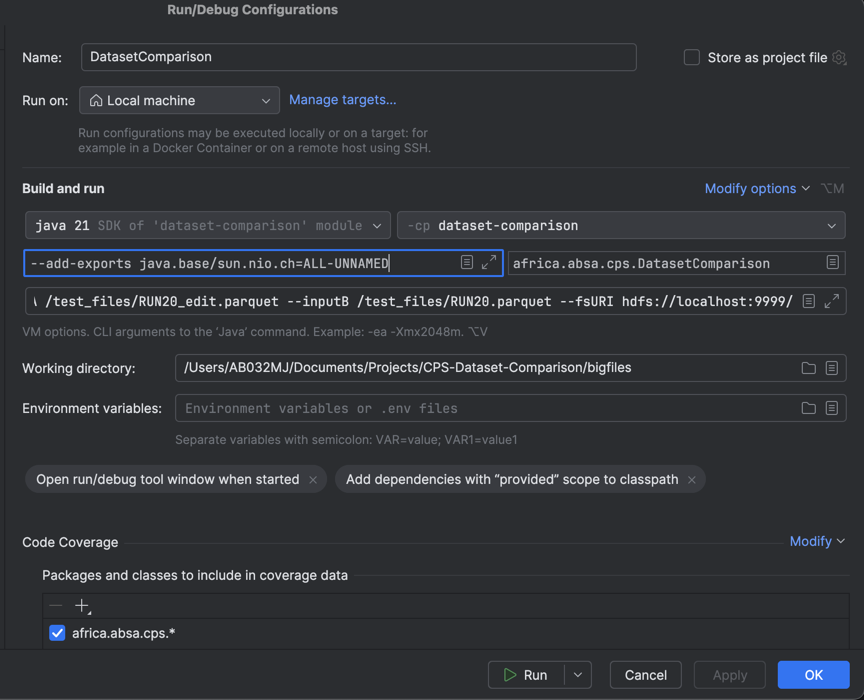 Run/Debug Configurations
Name: DatasetComparison Store as project file
Run on: Local machine Manage targets...
Run configurations may be executed locally or on a target: for
example in a Docker Container or on a remote host using SSH.
Build and run Modify options ⌥M
java 21 SDK of 'dataset-comparison' module -cp dataset-comparison
--add-exports java.base/sun.nio.ch=ALL-UNNAMED africa.absa.cps.DatasetComparison
/test_files/RUN20_edit.parquet --inputB /test_files/RUN20.parquet --fsURI hdfs://localhost:9999/
VM options. CLI arguments to the 'Java' command. Example: -ea -Xmx2048m. ⌥V
Working directory: /Users/AB032MJ/Documents/Projects/CPS-Dataset-Comparison/bigfiles
Environment variables: Environment variables or .env files
Separate variables with semicolon: VAR=value; VAR1=value1
Open run/debug tool window when started × Add dependencies with “provided” scope to classpath ×
Code Coverage Modify
Packages and classes to include in coverage data
africa.absa.cps.*
Run Cancel Apply OK